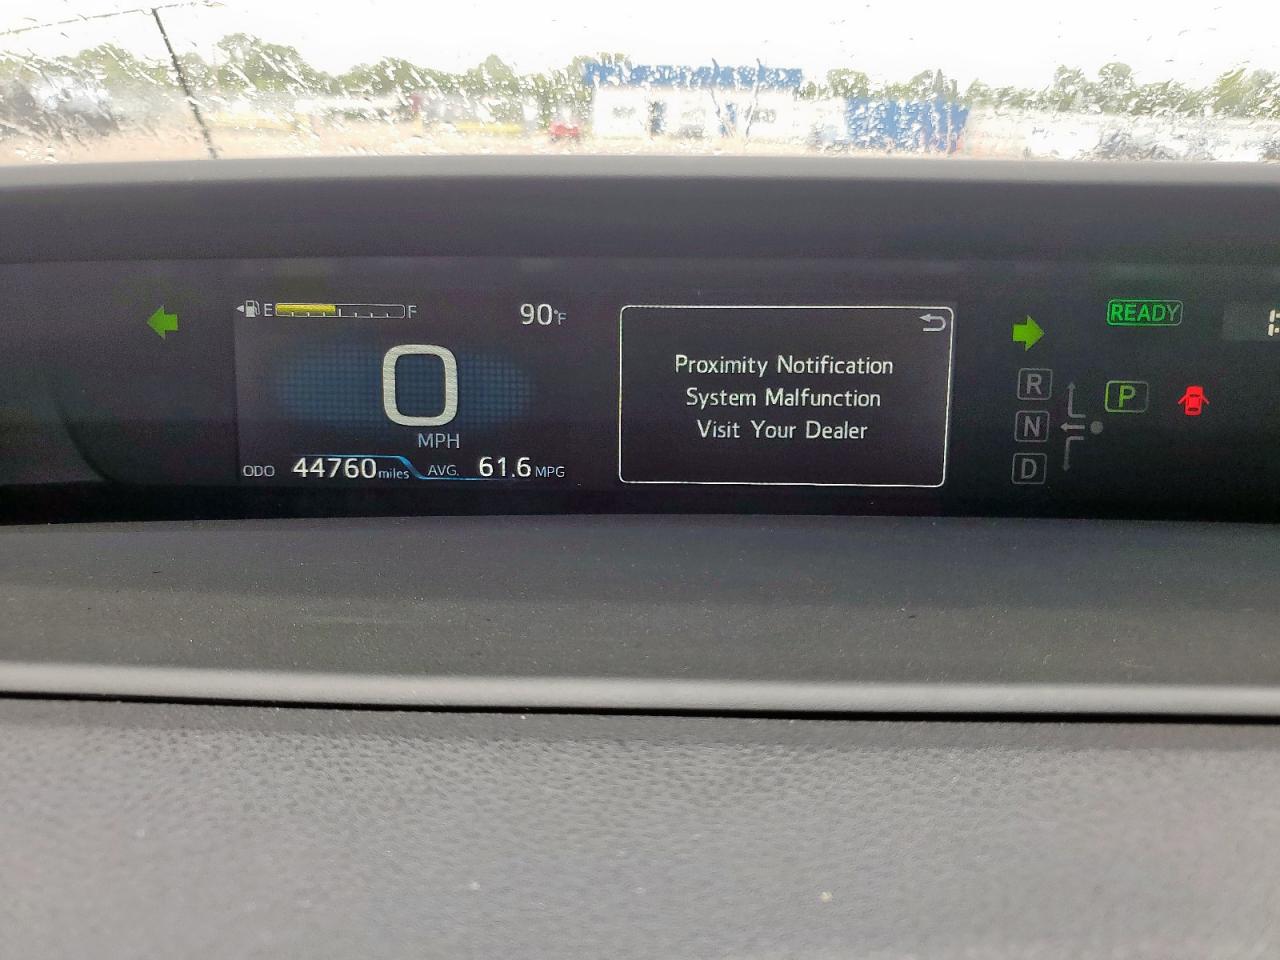 E F 90°F
0
MPH
ODO 44760 miles AVG. 61.6 MPG
Proximity Notification
System Malfunction
Visit Your Dealer
READY
R
N
D
P